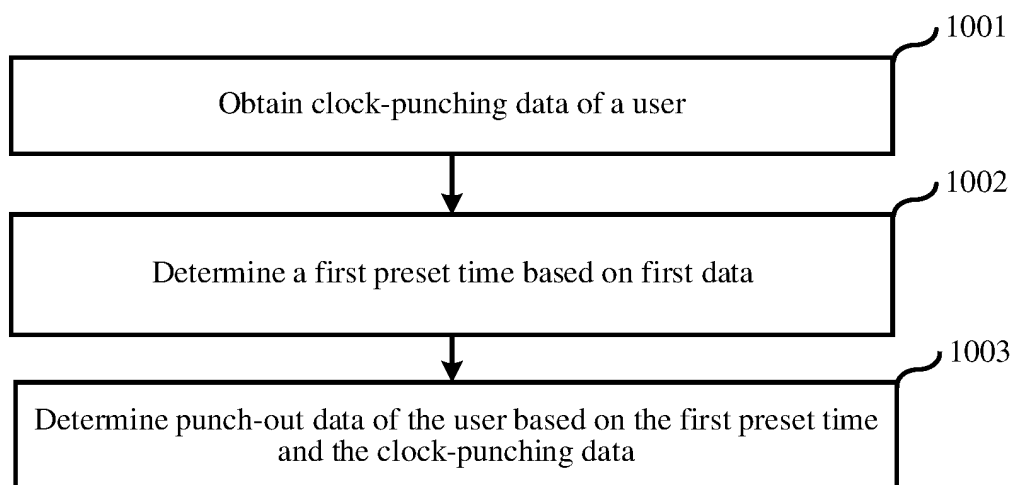 1001
Obtain clock-punching data of a user
1002
Determine a first preset time based on first data
1003
Determine punch-out data of the user based on the first preset time
and the clock-punching data